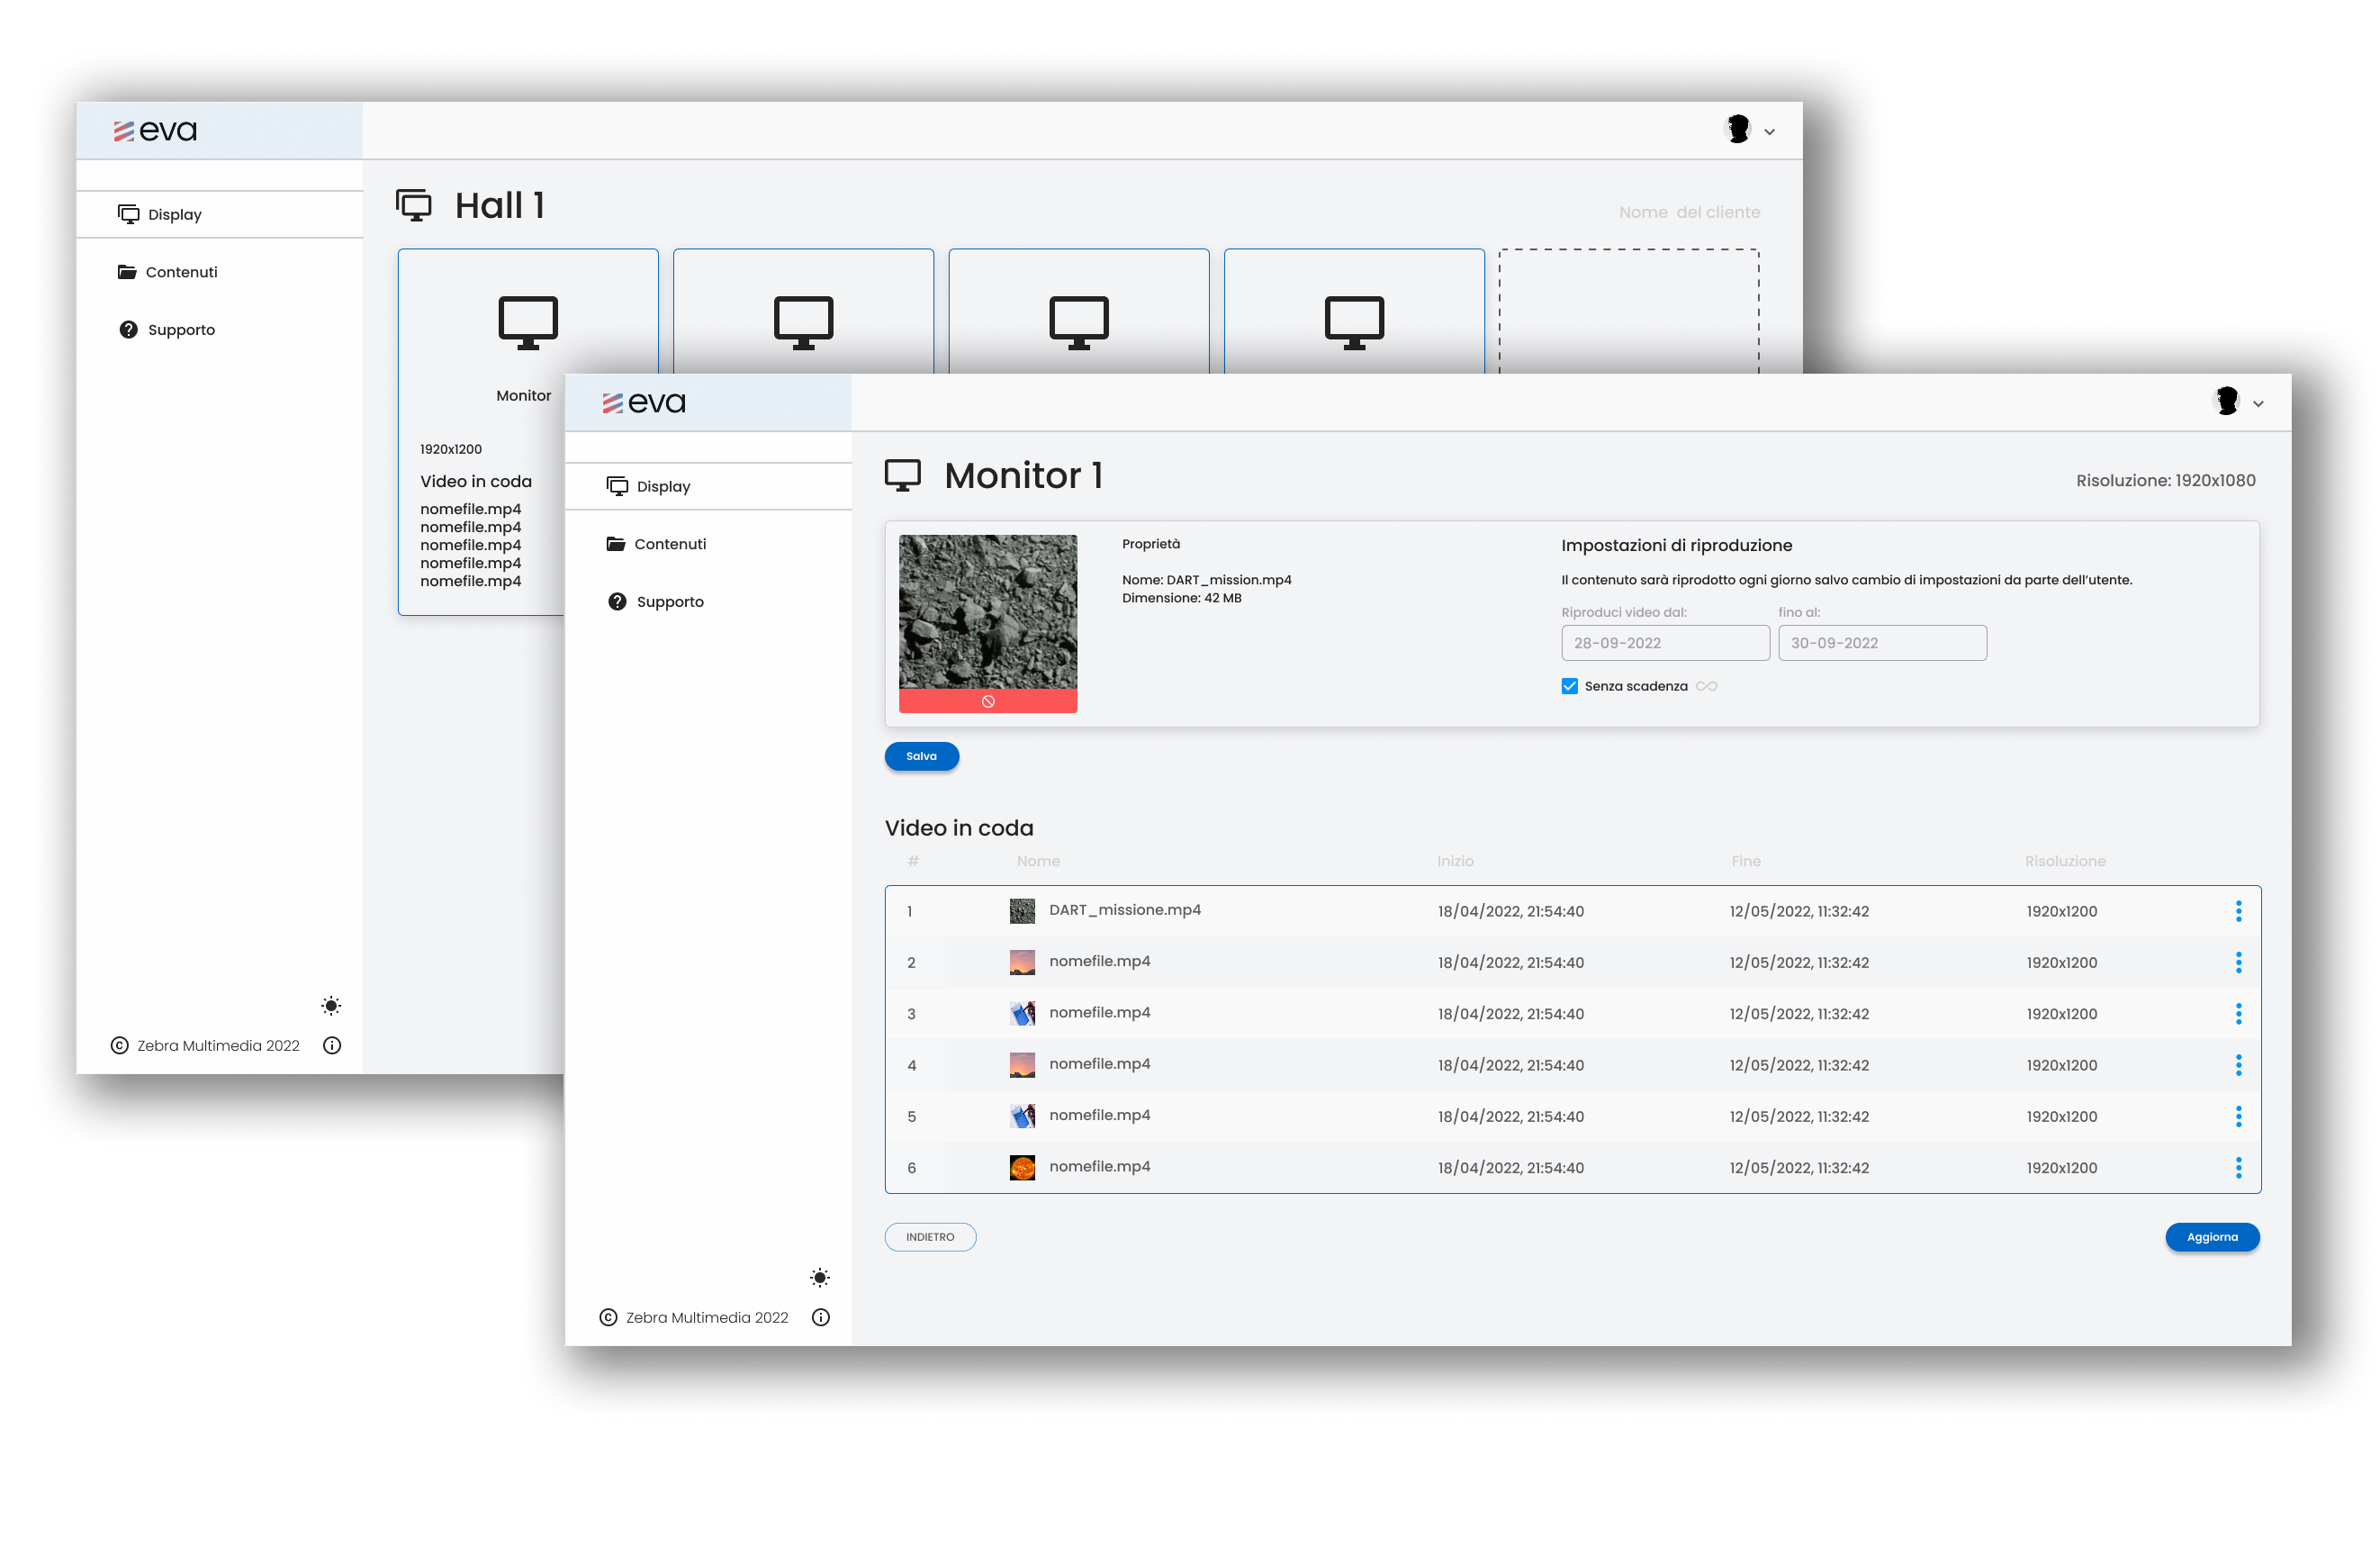 eva
Display
Contenuti
Supporto
© Zebra Multimedia 2022
Hall 1
Nome del cliente
Monitor
1920x1200
Video in coda
nomefile.mp4
nomefile.mp4
nomefile.mp4
nomefile.mp4
nomefile.mp4
eva
Display
Contenuti
Supporto
© Zebra Multimedia 2022
Monitor 1
Risoluzione: 1920x1080
Proprietà
Nome: DART_mission.mp4
Dimensione: 42 MB
Impostazioni di riproduzione
Il contenuto sarà riprodotto ogni giorno salvo cambio di impostazioni da parte dell'utente.
Riproduci video dal: fino al:
28-09-2022 30-09-2022
Senza scadenza
Salva
Video in coda
# Nome Inizio Fine Risoluzione
1 DART_missione.mp4 18/04/2022, 21:54:40 12/05/2022, 11:32:42 1920x1200
2 nomefile.mp4 18/04/2022, 21:54:40 12/05/2022, 11:32:42 1920x1200
3 nomefile.mp4 18/04/2022, 21:54:40 12/05/2022, 11:32:42 1920x1200
4 nomefile.mp4 18/04/2022, 21:54:40 12/05/2022, 11:32:42 1920x1200
5 nomefile.mp4 18/04/2022, 21:54:40 12/05/2022, 11:32:42 1920x1200
6 nomefile.mp4 18/04/2022, 21:54:40 12/05/2022, 11:32:42 1920x1200
INDIETRO Aggiorna